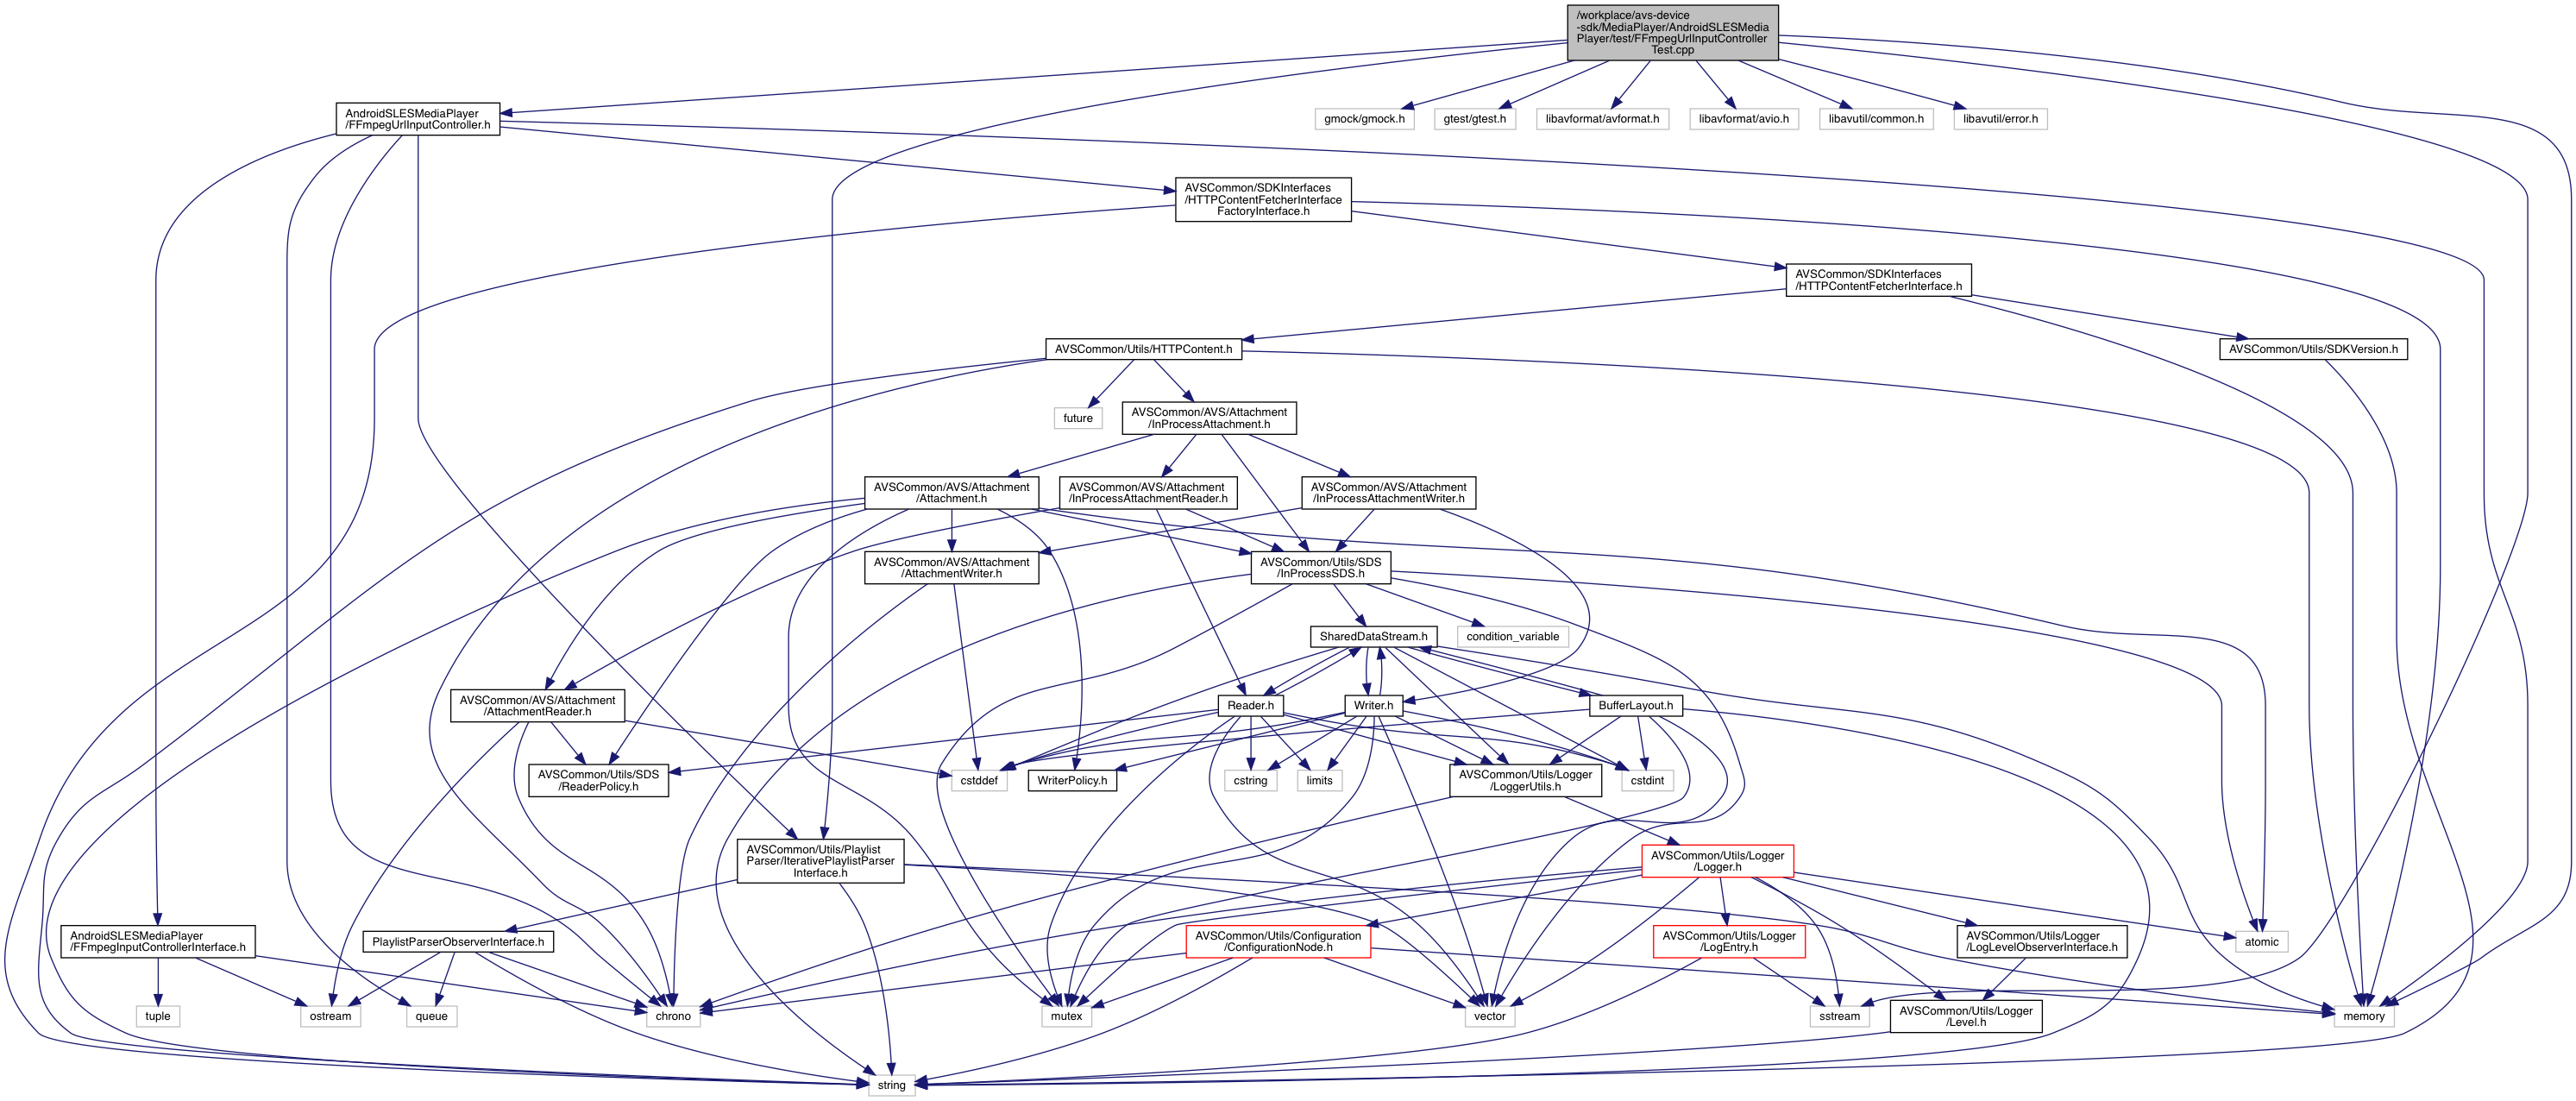 /workplace/avs-device
-sdk/MediaPlayer/AndroidSLESMedia
Player/test/FFmpegUrlInputController
Test.cpp
AndroidSLESMediaPlayer
/FFmpegUrlInputController.h
gmock/gmock.h
gtest/gtest.h
libavformat/avformat.h
libavformat/avio.h
libavutil/common.h
libavutil/error.h
AVSCommon/SDKInterfaces
/HTTPContentFetcherInterface
FactoryInterface.h
AVSCommon/SDKInterfaces
/HTTPContentFetcherInterface.h
AVSCommon/Utils/HTTPContent.h
AVSCommon/Utils/SDKVersion.h
future
AVSCommon/AVS/Attachment
/InProcessAttachment.h
AVSCommon/AVS/Attachment
/Attachment.h
AVSCommon/AVS/Attachment
/InProcessAttachmentReader.h
AVSCommon/AVS/Attachment
/InProcessAttachmentWriter.h
AVSCommon/AVS/Attachment
/AttachmentWriter.h
AVSCommon/Utils/SDS
/InProcessSDS.h
SharedDataStream.h
condition_variable
AVSCommon/AVS/Attachment
/AttachmentReader.h
Reader.h
Writer.h
BufferLayout.h
AVSCommon/Utils/SDS
/ReaderPolicy.h
cstddef
WriterPolicy.h
cstring
limits
AVSCommon/Utils/Logger
/LoggerUtils.h
cstdint
AVSCommon/Utils/Playlist
Parser/IterativePlaylistParser
Interface.h
AVSCommon/Utils/Logger
/Logger.h
AndroidSLESMediaPlayer
/FFmpegInputControllerInterface.h
PlaylistParserObserverInterface.h
AVSCommon/Utils/Configuration
/ConfigurationNode.h
AVSCommon/Utils/Logger
/LogEntry.h
AVSCommon/Utils/Logger
/LogLevelObserverInterface.h
atomic
tuple
ostream
queue
chrono
mutex
vector
sstream
AVSCommon/Utils/Logger
/Level.h
memory
string